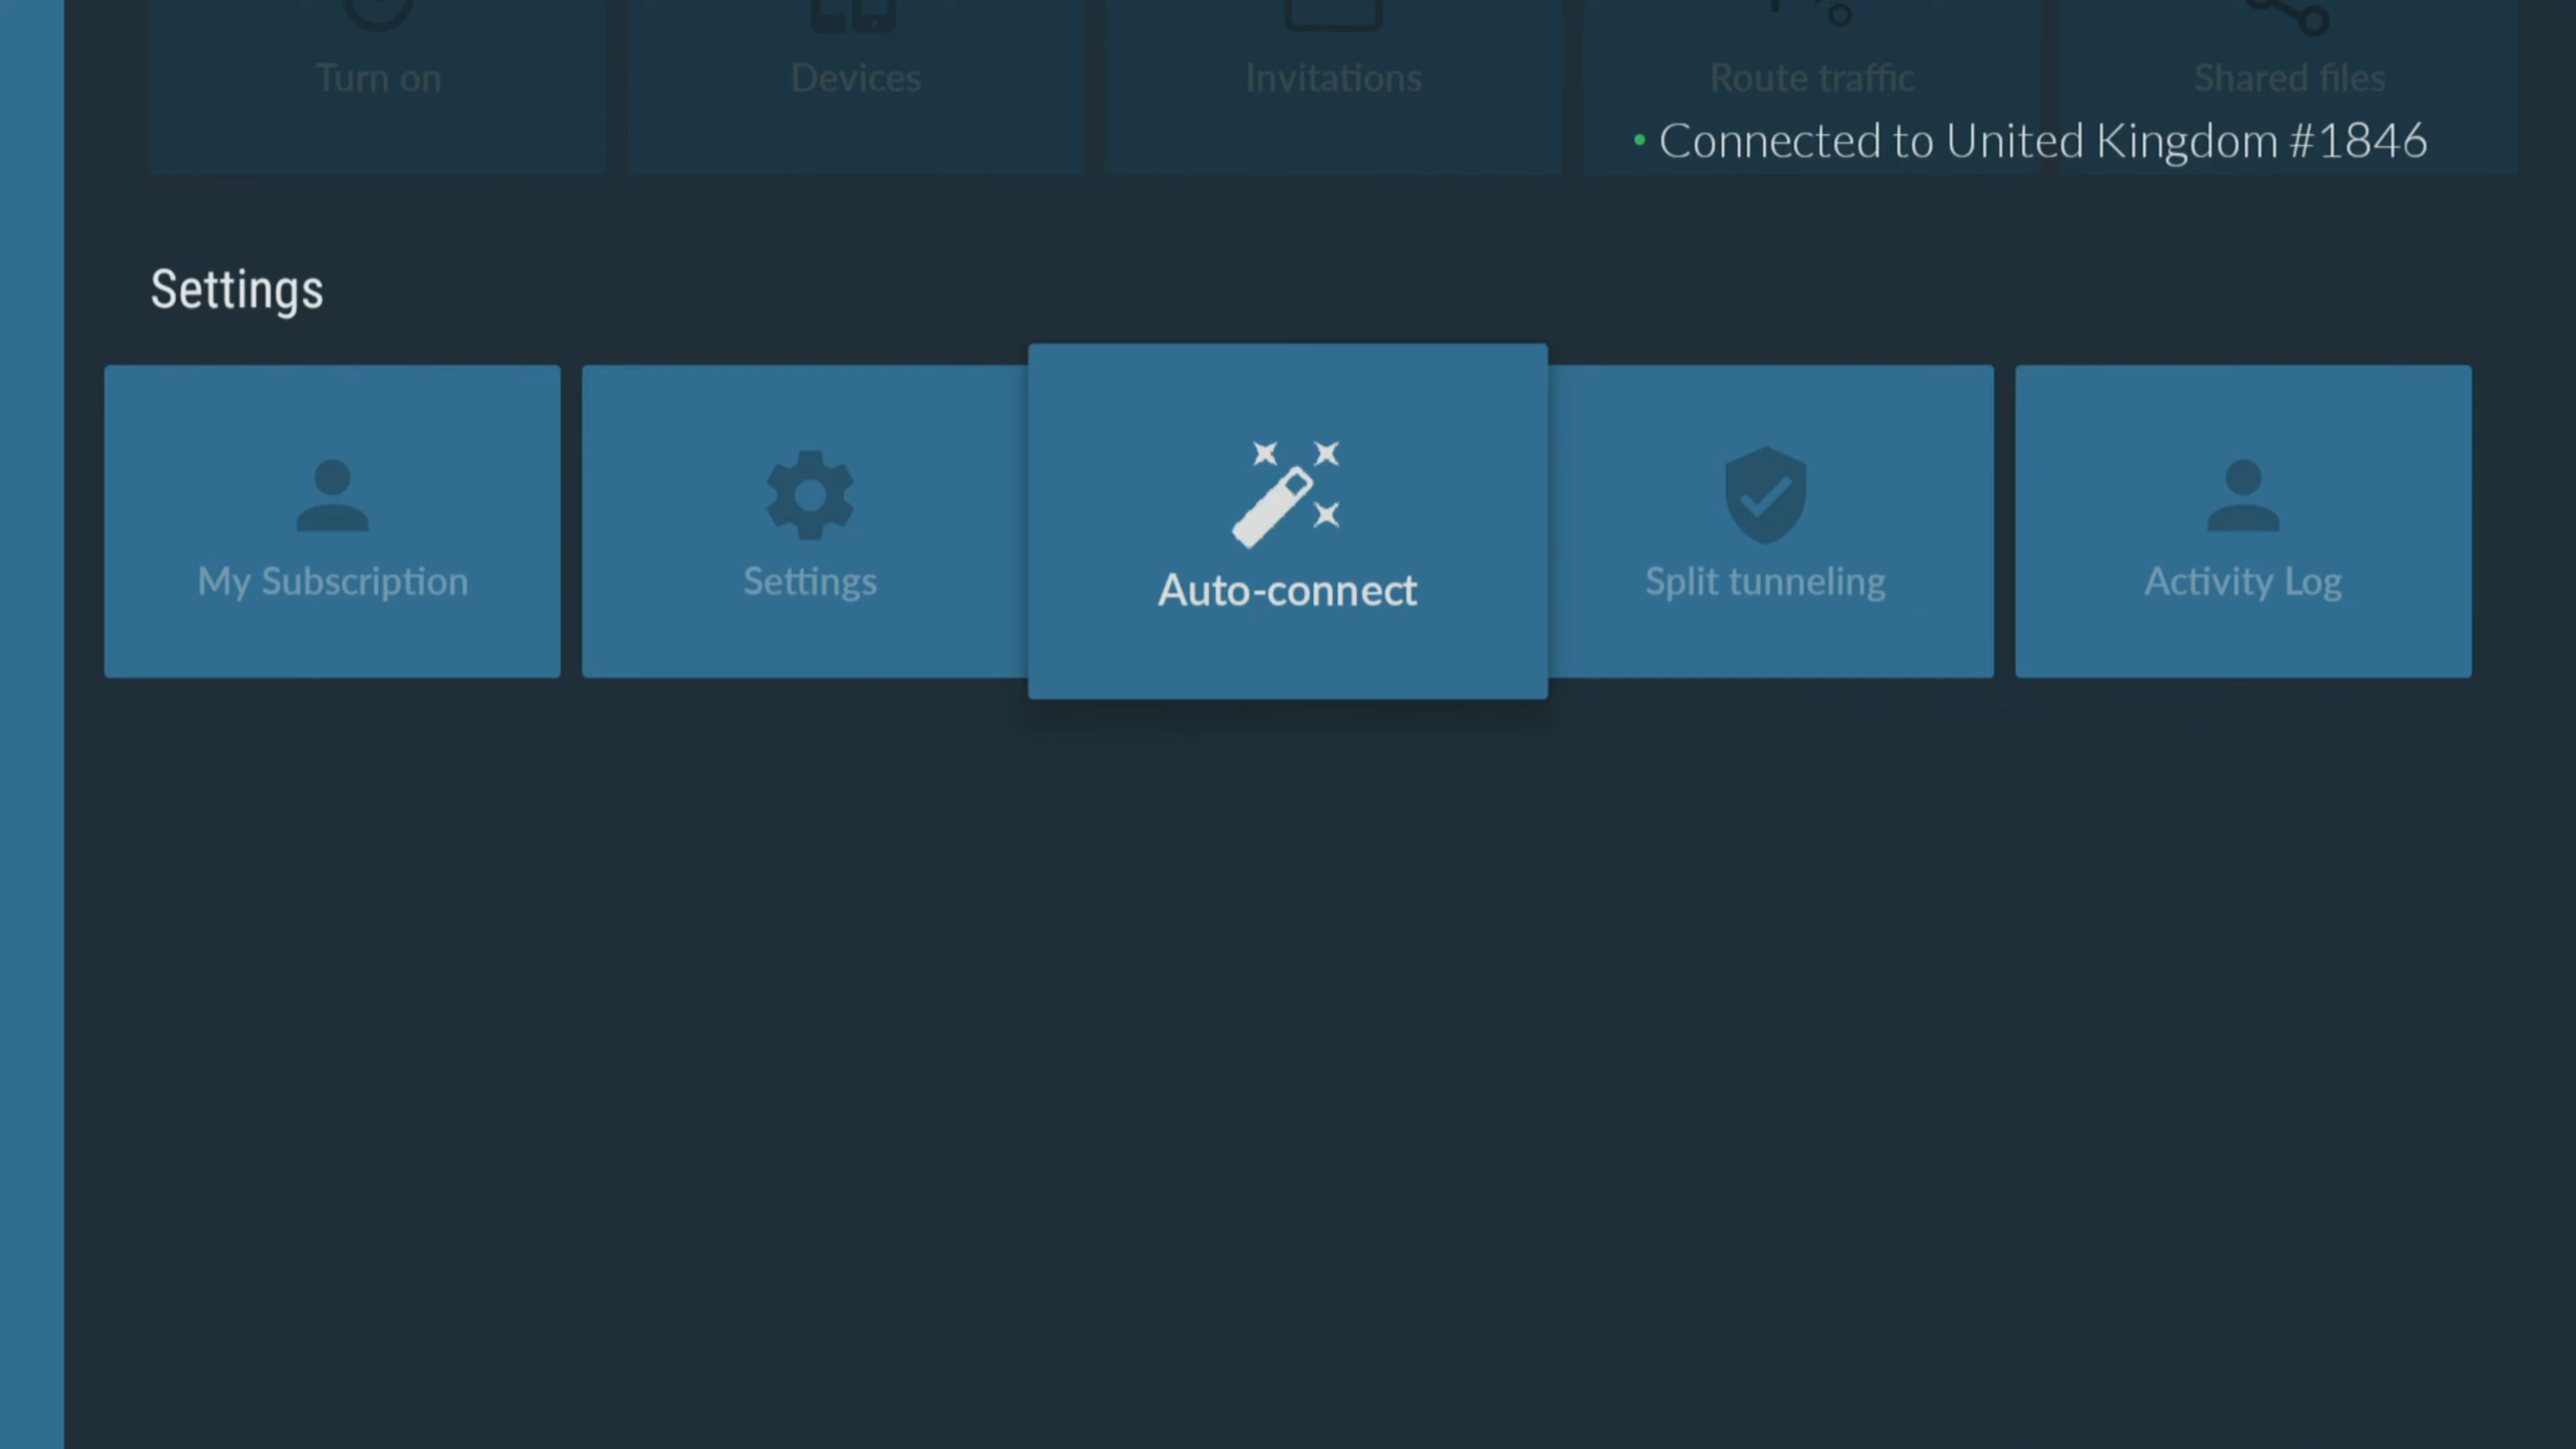 Turn on
Devices
Invitations
Route traffic
Shared files
• Connected to United Kingdom #1846
Settings
My Subscription
Settings
Auto-connect
Split tunneling
Activity Log